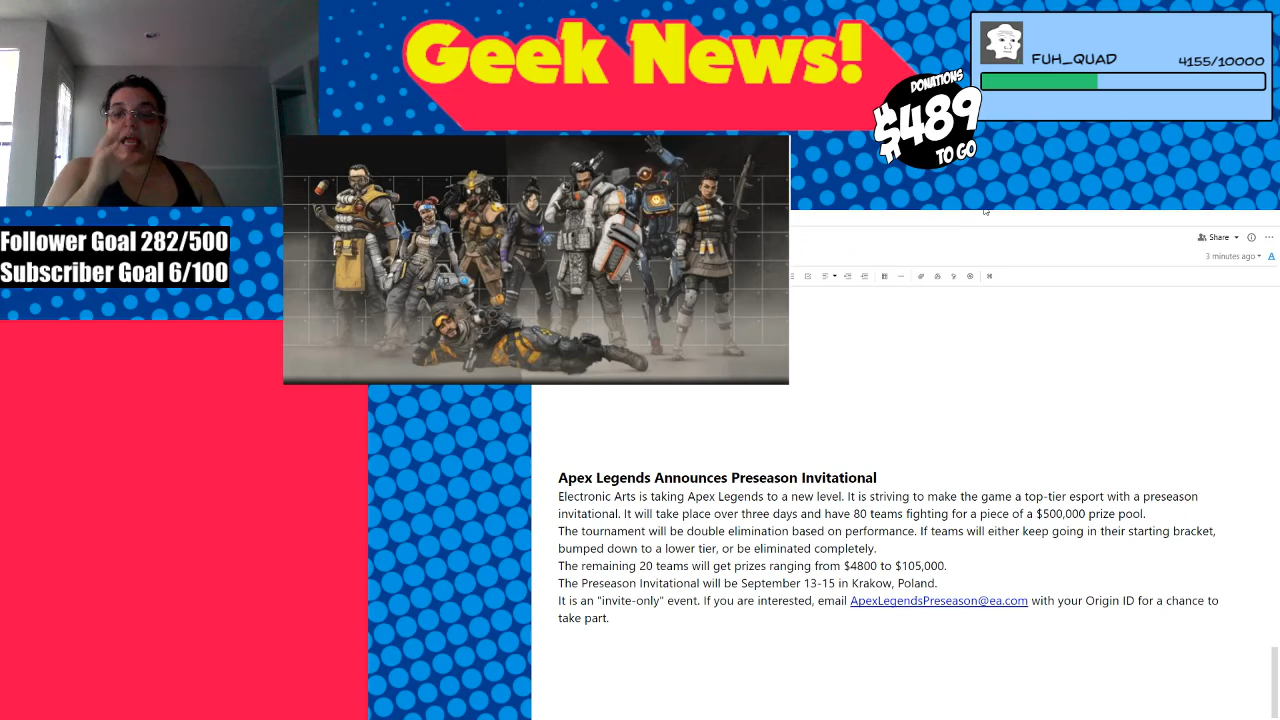 Geek News!
DONATIONS
$489
TO GO
FUH_QUAD
4155/10000
Follower Goal 282/500
Subscriber Goal 6/100
Share
3 minutes ago
Apex Legends Announces Preseason Invitational
Electronic Arts is taking Apex Legends to a new level. It is striving to make the game a top-tier esport with a preseason
invitational. It will take place over three days and have 80 teams fighting for a piece of a $500,000 prize pool.
The tournament will be double elimination based on performance. If teams will either keep going in their starting bracket,
bumped down to a lower tier, or be eliminated completely.
The remaining 20 teams will get prizes ranging from $4800 to $105,000.
The Preseason Invitational will be September 13-15 in Krakow, Poland.
It is an "invite-only" event. If you are interested, email ApexLegendsPreseason@ea.com with your Origin ID for a chance to
take part.